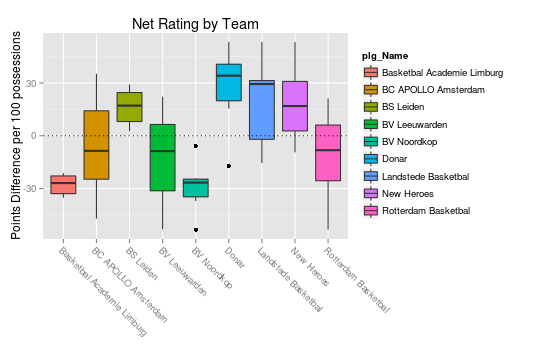 Net Rating by Team
Points Difference per 100 possessions
30
0
-30
Basketbal Academie Limburg
BC APOLLO Amsterdam
BS Leiden
BV Leeuwarden
BV Noordkop
Donar
Landstede Basketbal
New Heroes
Rotterdam Basketbal
plg_Name
Basketbal Academie Limburg
BC APOLLO Amsterdam
BS Leiden
BV Leeuwarden
BV Noordkop
Donar
Landstede Basketbal
New Heroes
Rotterdam Basketbal